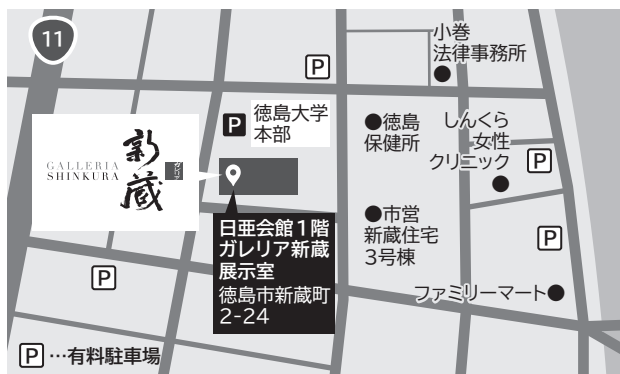 11
P
小巻
法律事務所
P
P
徳島大学
本部
●徳島
保健所
しんくら
女性
クリニック
P
GALLERIA
SHINKURA
新蔵
ガレリア
日亜会館1階
ガレリア新蔵
展示室
徳島市新蔵町
2-24
●市営
新蔵住宅
3号棟
P
P
ファミリーマート●
P…有料駐車場